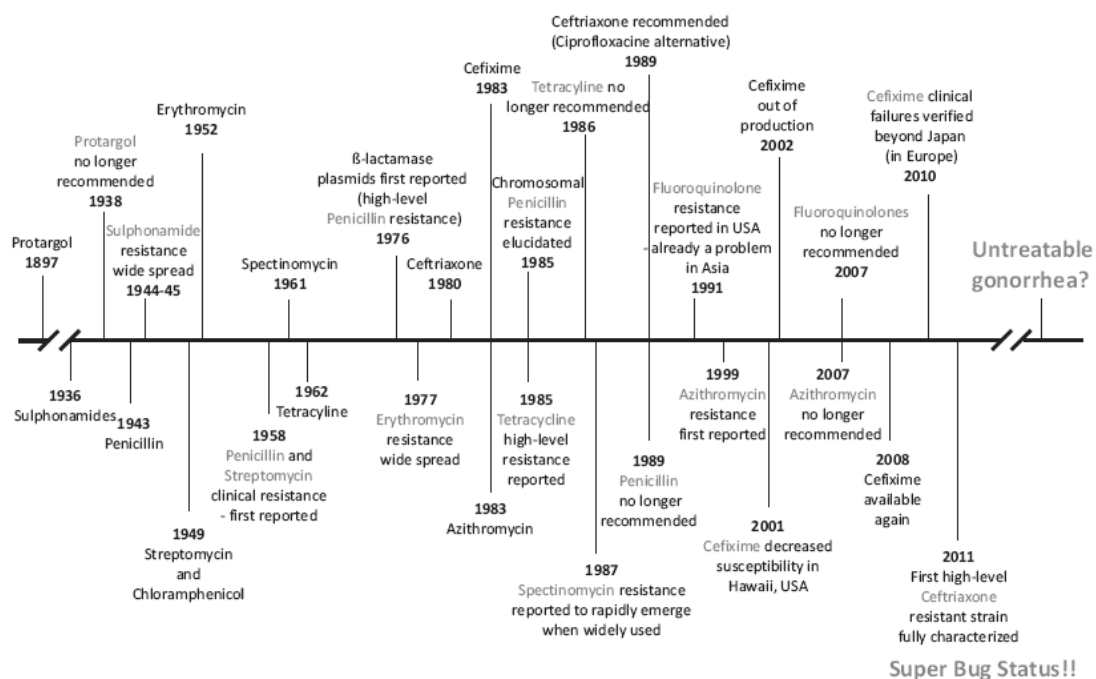 Protargol
1897
Protargol
no longer
recommended
1938
Sulphonamide
resistance
wide spread
1944-45
Erythromycin
1952
Spectinomycin
1961
ß-lactamase
plasmids first reported
(high-level
Penicillin resistance)
1976
Ceftriaxone
1980
Cefixime
1983
Chromosomal
Penicillin
resistance
elucidated
1985
Tetracyline no
longer recommended
1986
Ceftriaxone recommended
(Ciprofloxacine alternative)
1989
Fluoroquinolone
resistance
reported in USA
- already a problem
in Asia
1991
Cefixime
out of
production
2002
Fluoroquinolones
no longer
recommended
2007
Cefixime clinical
failures verified
beyond Japan
(in Europe)
2010
Untreatable
gonorrhea?
1936
Sulphonamides
1943
Penicillin
1949
Streptomycin
and
Chloramphenicol
1958
Penicillin and
Streptomycin
clinical resistance
- first reported
1962
Tetracyline
1977
Erythromycin
resistance
wide spread
1983
Azithromycin
1985
Tetracycline
high-level
resistance
reported
1987
Spectinomycin resistance
reported to rapidly emerge
when widely used
1989
Penicillin
no longer
recommended
1999
Azithromycin
resistance
first reported
2001
Cefixime decreased
susceptibility in
Hawaii, USA
2007
Azithromycin
no longer
recommended
2008
Cefixime
available
again
2011
First high-level
Ceftriaxone
resistant strain
fully characterized
Super Bug Status!!